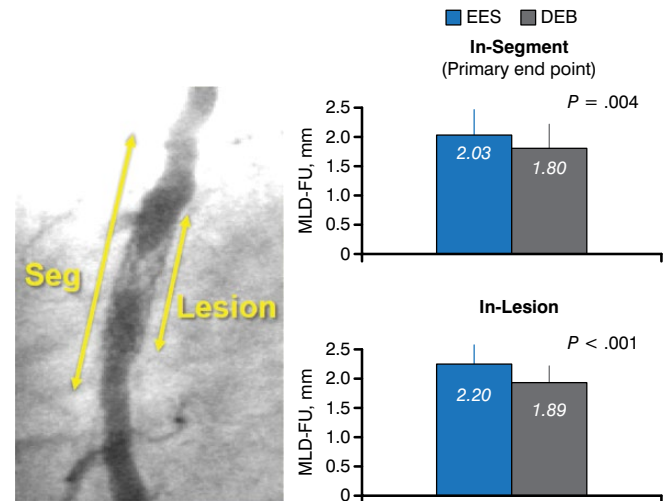 EES DEB
In-Segment
(Primary end point)
P = .004
MLD-FU, mm
2.5
2.0
1.5
1.0
0.5
0
2.03
1.80
Seg
Lesion
In-Lesion
P < .001
MLD-FU, mm
2.5
2.0
1.5
1.0
0.5
0
2.20
1.89